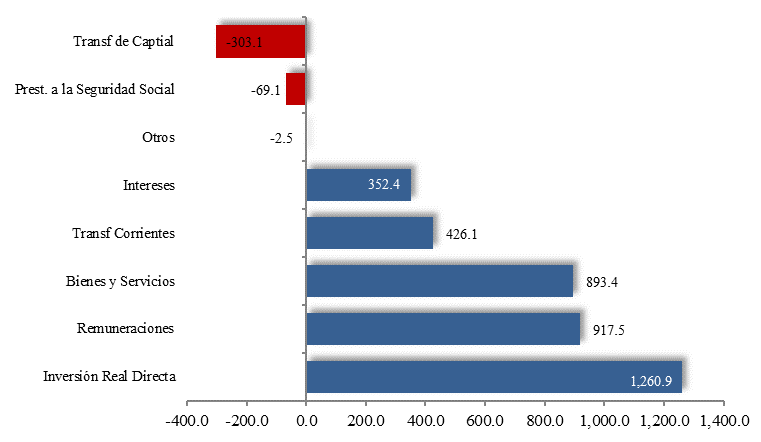 Transf de Captial -303.1
Prest. a la Seguridad Social -69.1
Otros -2.5
Intereses 352.4
Transf Corrientes 426.1
Bienes y Servicios 893.4
Remuneraciones 917.5
Inversión Real Directa 1,260.9
-400.0 -200.0 0.0 200.0 400.0 600.0 800.0 1,000.0 1,200.0 1,400.0